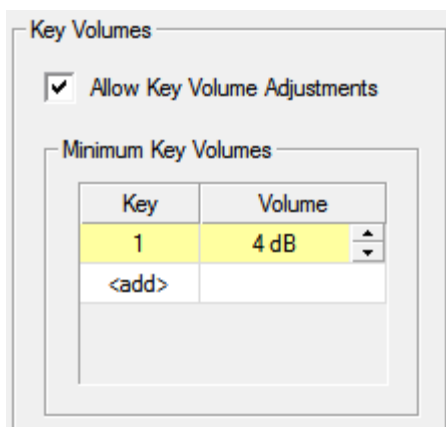 Key Volumes
Allow Key Volume Adjustments
Minimum Key Volumes
Key Volume
1 4 dB
<add>